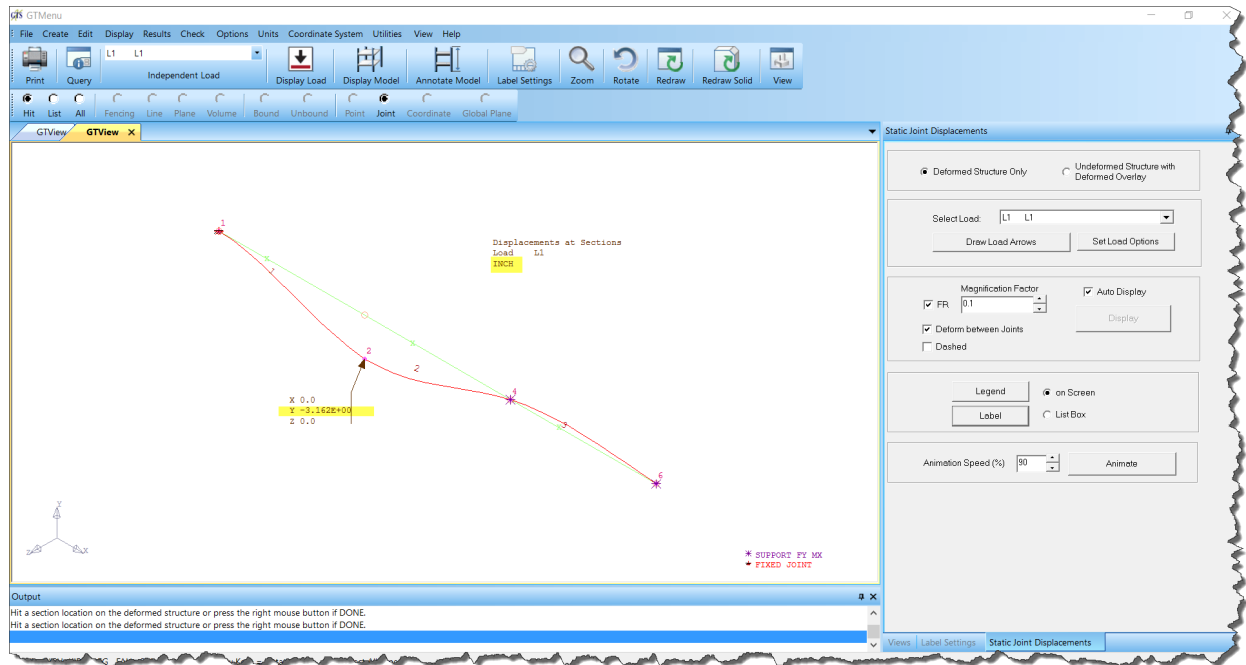 GTS GTMenu
File Create Edit Display Results Check Options Units Coordinate System Utilities View Help
L1 L1
Independent Load
Print Query Display Load Display Model Annotate Model Label Settings Zoom Rotate Redraw Redraw Solid View
Hit List All Fencing Line Plane Volume Bound Unbound Point Joint Coordinate Global Plane
GTView GTView X
1
1
Displacements at Sections
Load L1
INCH
x
2
x
2
X 0.0
Y -3.162E+00
Z 0.0
4
x
3
6
Y
Z X
SUPPORT FY MX
FIXED JOINT
Output
Hit a section location on the deformed structure or press the right mouse button if DONE.
Hit a section location on the deformed structure or press the right mouse button if DONE.
Static Joint Displacements
Deformed Structure Only
Undeformed Structure with
Deformed Overlay
Select Load: L1 L1
Draw Load Arrows Set Load Options
Magnification Factor
FR 0.1
Auto Display
Display
Deform between Joints
Dashed
Legend on Screen
Label List Box
Animation Speed (%) 90 Animate
Views Label Settings Static Joint Displacements